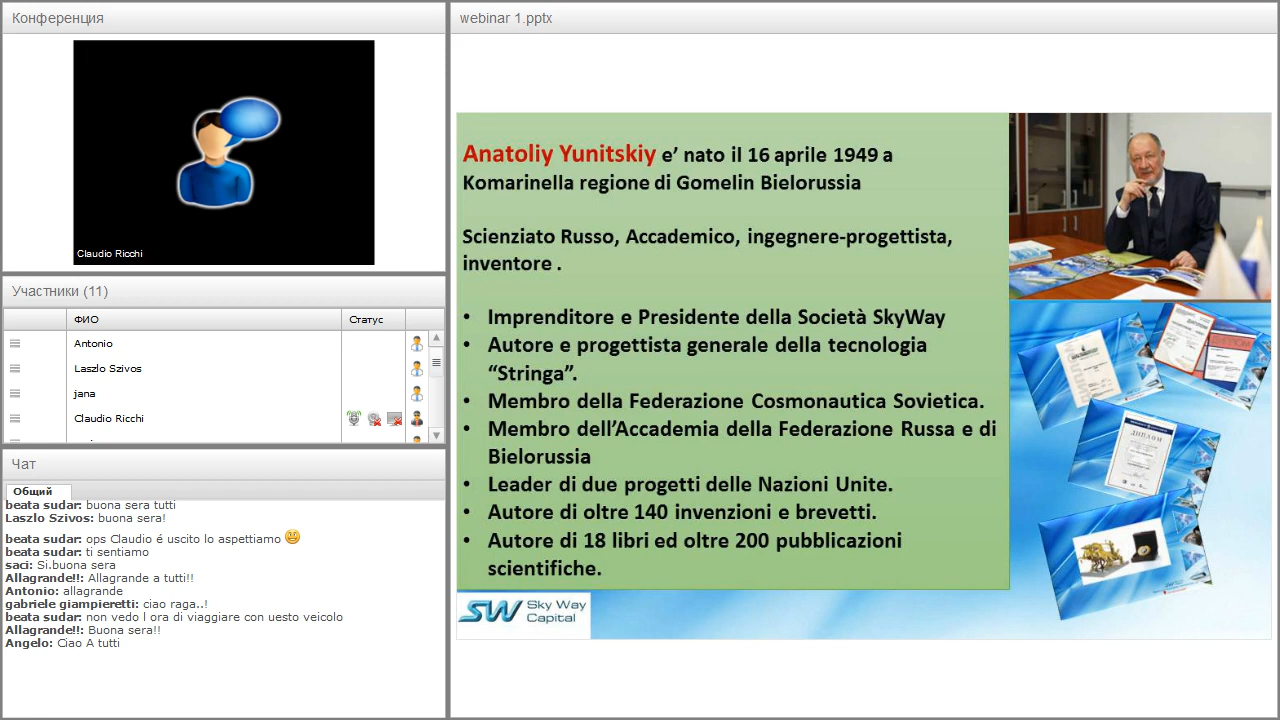 Конференция
Claudio Ricchi
Участники (11)
ФИО
Статус
Antonio
Laszlo Szivos
jana
Claudio Ricchi
Чат
Общий
beata sudar: buona sera tutti
Laszlo Szivos: buona sera!
beata sudar: ops Claudio é uscito lo aspettiamo
beata sudar: ti sentiamo
saci: Si.buona sera
Allagrande!!: Allagrande a tutti!!
Antonio: allagrande
gabriele giampieretti: ciao raga..!
beata sudar: non vedo l ora di viaggiare con uesto veicolo
Allagrande!!: Buona sera!!
Angelo: Ciao A tutti
webinar 1.pptx
Anatoliy Yunitskiy e’ nato il 16 aprile 1949 a
Komarinella regione di Gomelin Bielorussia
Scienziato Russo, Accademico, ingegnere-progettista,
inventore .
• Imprenditore e Presidente della Società SkyWay
• Autore e progettista generale della tecnologia
“Stringa”.
• Membro della Federazione Cosmonautica Sovietica.
• Membro dell’Accademia della Federazione Russa e di
Bielorussia
• Leader di due progetti delle Nazioni Unite.
• Autore di oltre 140 invenzioni e brevetti.
• Autore di 18 libri ed oltre 200 pubblicazioni
scientifiche.
SW Sky Way
Capital
ДИПЛОМ